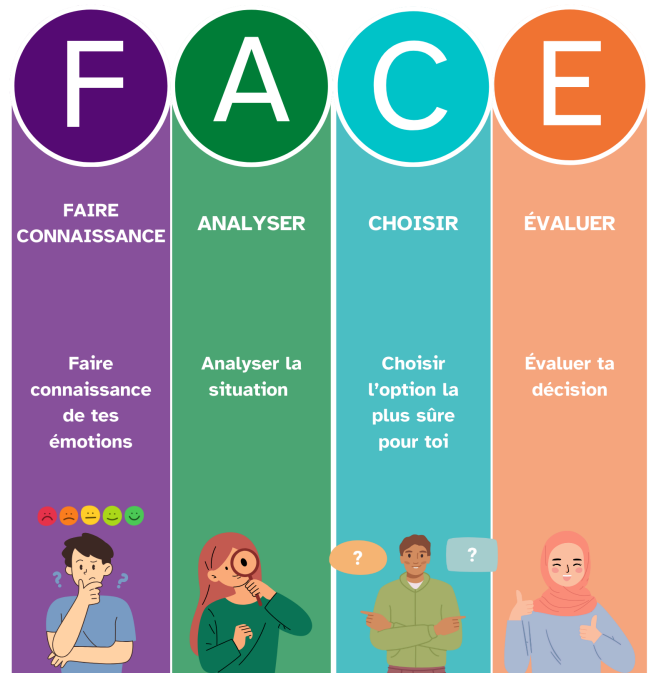 F
A
C
E
FAIRE
CONNAISSANCE
ANALYSER
CHOISIR
ÉVALUER
Faire
connaissance
de tes
émotions
Analyser la
situation
Choisir
l'option la
plus sûre
pour toi
Évaluer ta
décision
?
?
?
?